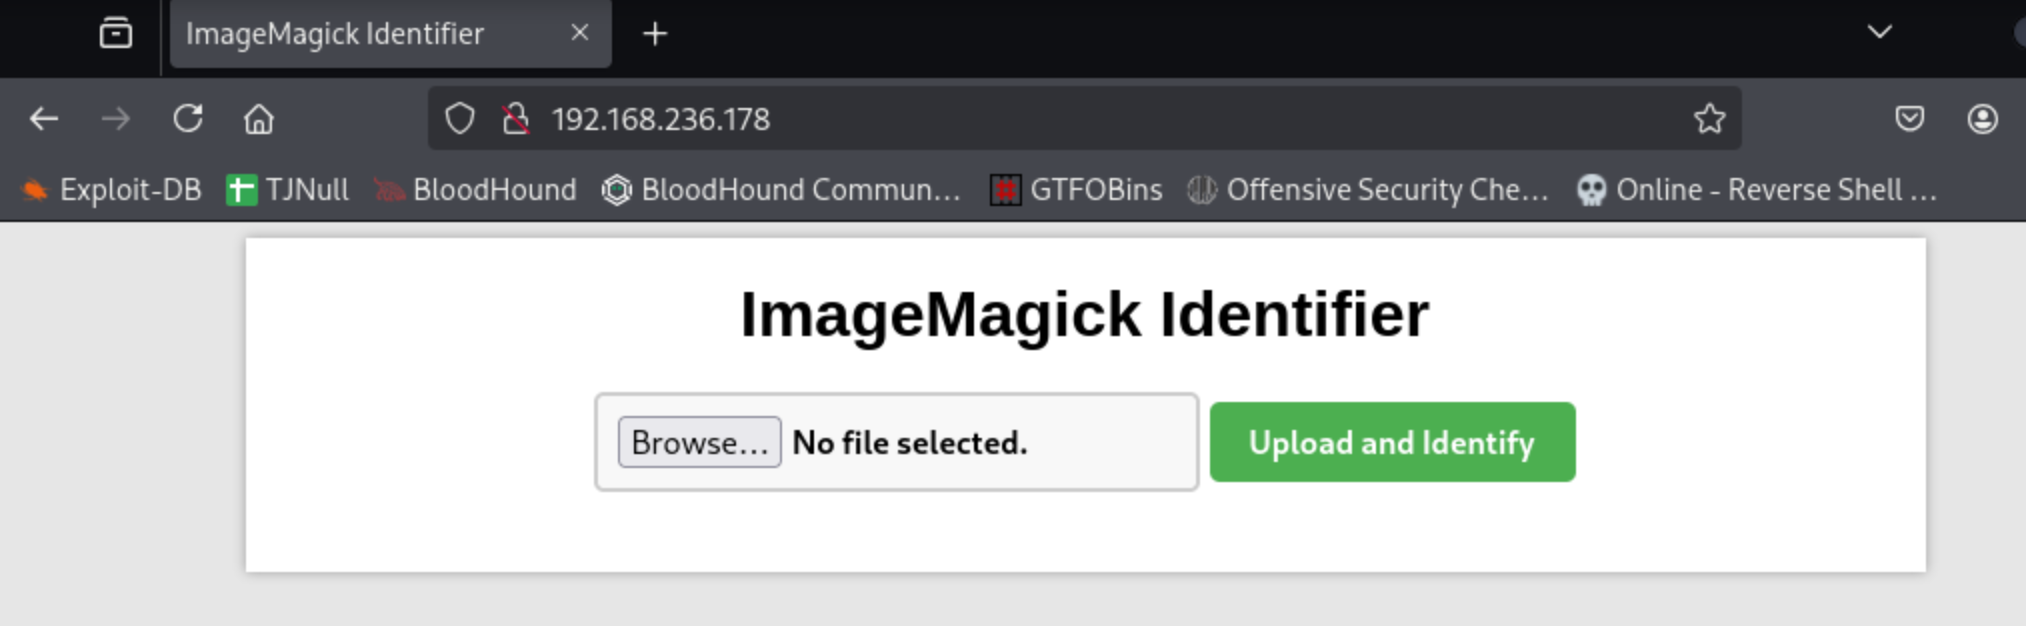 ImageMagick Identifier
192.168.236.178
Exploit-DB TJNull BloodHound BloodHound Commun... GTFOBins Offensive Security Che... Online - Reverse Shell ...
ImageMagick Identifier
Browse... No file selected. Upload and Identify